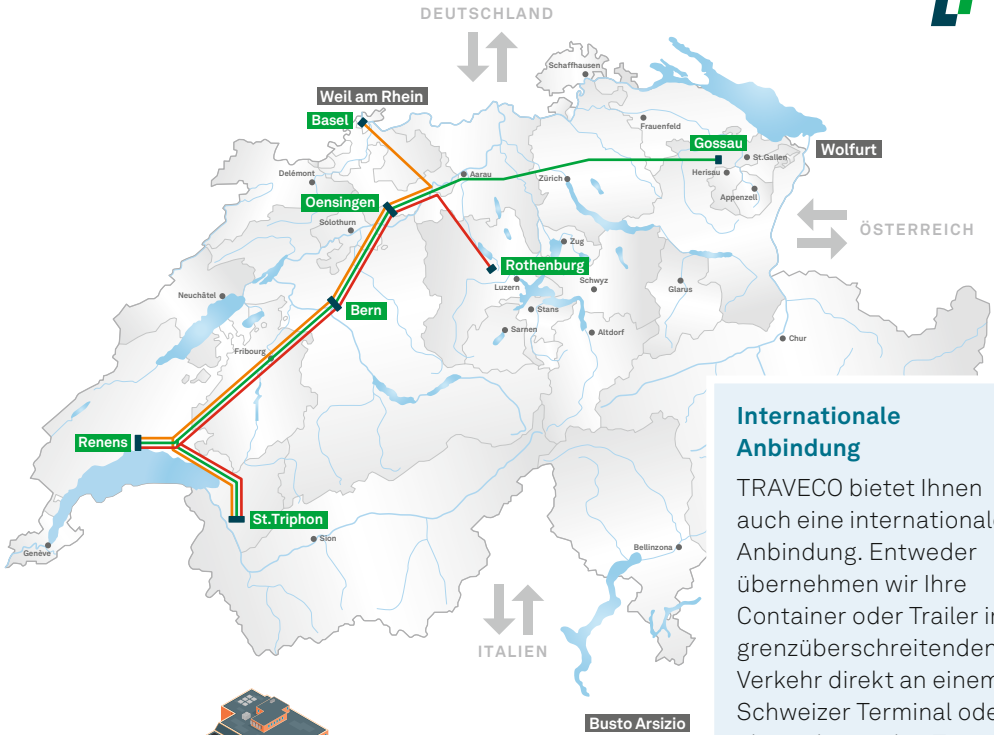 DEUTSCHLAND
Schaffhausen
Weil am Rhein
Basel
Frauenfeld
Gossau
Wolfurt
St.Gallen
Delémont
Aarau
Zürich
Herisau
Appenzell
Oensingen
Solothurn
ÖSTERREICH
Zug
Rothenburg
Luzern
Schwyz
Glarus
Neuchâtel
Bern
Stans
Sarnen
Altdorf
Chur
Fribourg
Renens
St.Triphon
Sion
Genève
Bellinzona
ITALIEN
Busto Arsizio
Internationale
Anbindung
TRAVECO bietet Ihnen
auch eine internationale
Anbindung. Entweder
übernehmen wir Ihre
Container oder Trailer i
grenzüberschreitenden
Verkehr direkt an einem
Schweizer Terminal ode